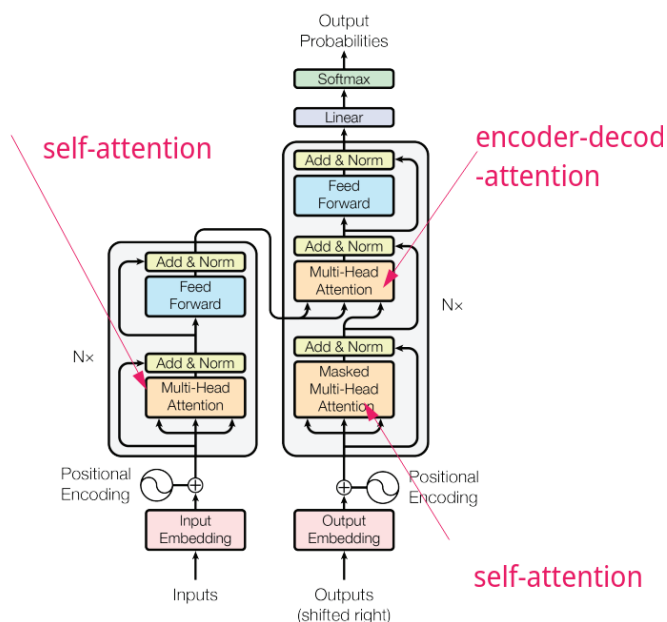 Output
Probabilities
Softmax
Linear
encoder-decod
-attention
self-attention
Add & Norm
Feed
Forward
Add & Norm
Multi-Head
Attention
Add & Norm
Feed
Forward
Nx
Nx
Add & Norm
Multi-Head
Attention
Add & Norm
Masked
Multi-Head
Attention
Positional
Encoding
Positional
Encoding
Input
Embedding
Output
Embedding
self-attention
Inputs
Outputs
(shifted right)